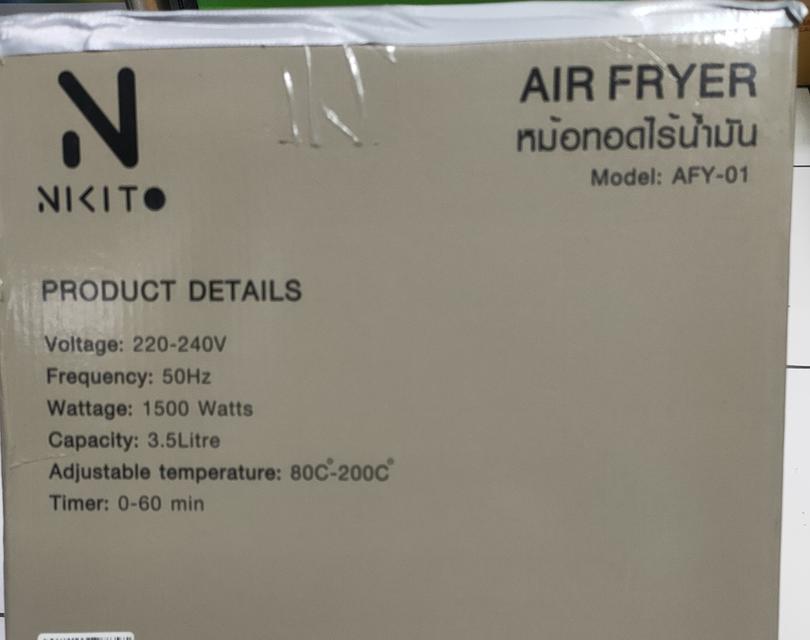 NIKITO
AIR FRYER
หม้อทอดไร้น้ำมัน
Model: AFY-01
PRODUCT DETAILS
Voltage: 220-240V
Frequency: 50Hz
Wattage: 1500 Watts
Capacity: 3.5Litre
Adjustable temperature: 80C°-200C°
Timer: 0-60 min